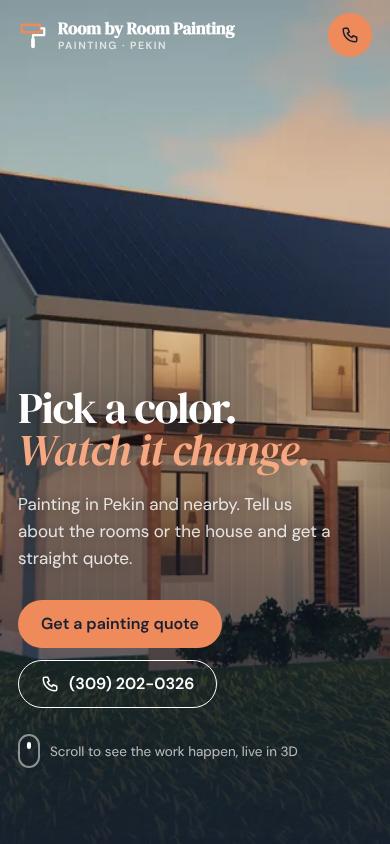 Room by Room Painting
PAINTING · PEKIN
Pick a color.
Watch it change.
Painting in Pekin and nearby. Tell us
about the rooms or the house and get a
straight quote.
Get a painting quote
(309) 202-0326
Scroll to see the work happen, live in 3D